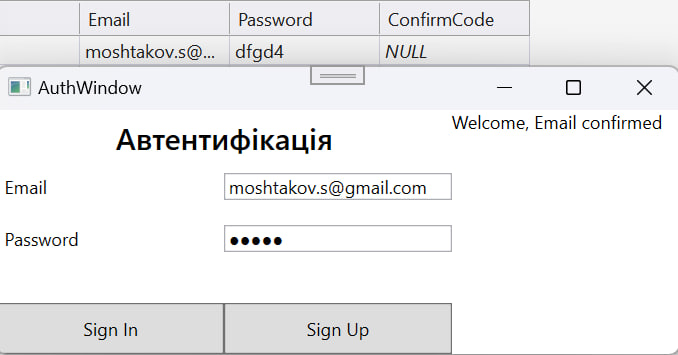 Email Password ConfirmCode
moshtakov.s@... dfgd4 NULL
AuthWindow
Welcome, Email confirmed
Автентифікація
Email moshtakov.s@gmail.com
Password ●●●●●
Sign In Sign Up